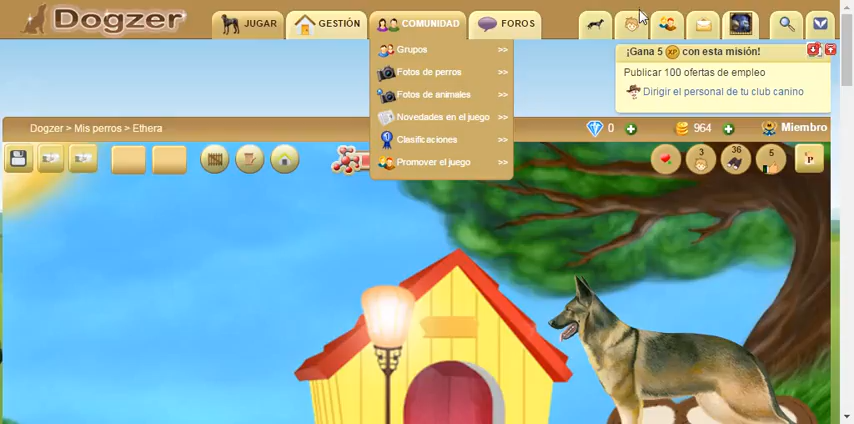 Dogzer
JUGAR
GESTIÓN
COMUNIDAD
FOROS
Grupos >>
Fotos de perros >>
Fotos de animales >>
Novedades en el juego >>
Clasificaciones >>
Promover el juego >>
¡Gana 5 XP con esta misión!
Publicar 100 ofertas de empleo
Dirigir el personal de tu club canino
Dogzer > Mis perros > Ethera
0
964
Miembro
3
36
5
P